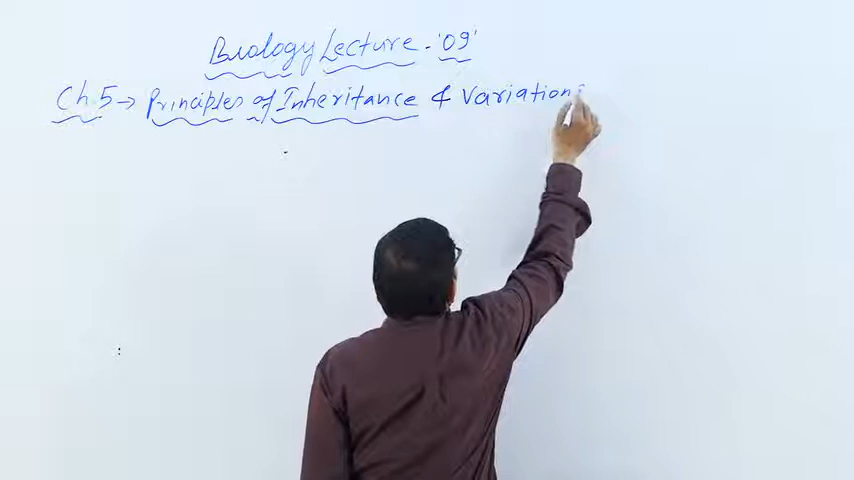 Biology Lecture - '09'
Ch 5 → Principles of Inheritance & Variation